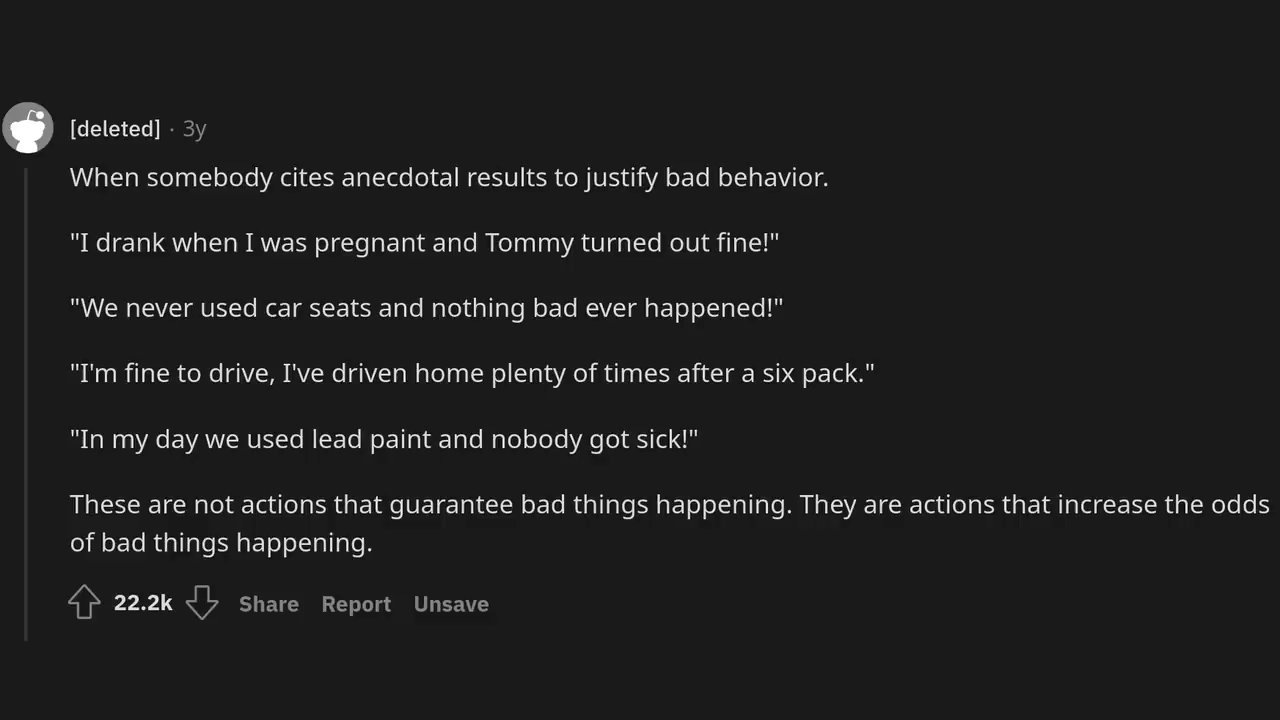 [deleted] · 3y
When somebody cites anecdotal results to justify bad behavior.
"I drank when I was pregnant and Tommy turned out fine!"
"We never used car seats and nothing bad ever happened!"
"I'm fine to drive, I've driven home plenty of times after a six pack."
"In my day we used lead paint and nobody got sick!"
These are not actions that guarantee bad things happening. They are actions that increase the odds
of bad things happening.
22.2k Share Report Unsave